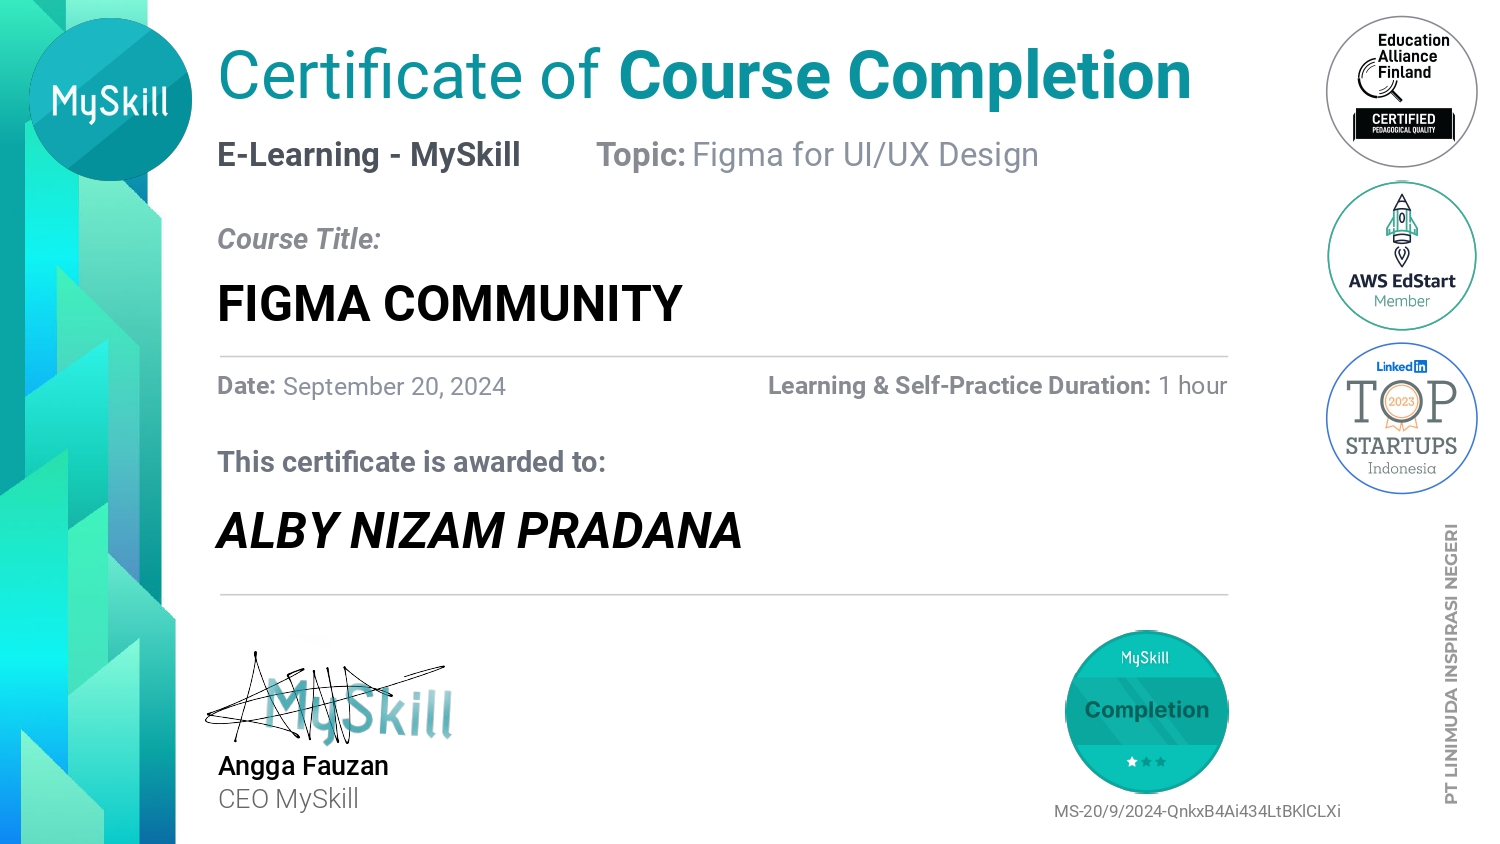 MySkill
Certificate of Course Completion
E-Learning - MySkill
Topic: Figma for UI/UX Design
Course Title:
FIGMA COMMUNITY
Date: September 20, 2024
Learning & Self-Practice Duration: 1 hour
This certificate is awarded to:
ALBY NIZAM PRADANA
MySkill
Angga Fauzan
CEO MySkill
MySkill
Completion
MS-20/9/2024-QnkxB4Ai434LtBKlCLXi
Education
Alliance
Finland
CERTIFIED
PEDAGOGICAL QUALITY
AWS EdStart
Member
Linkedin
TOP
2023
STARTUPS
Indonesia
PT LINIMUDA INSPIRASI NEGERI